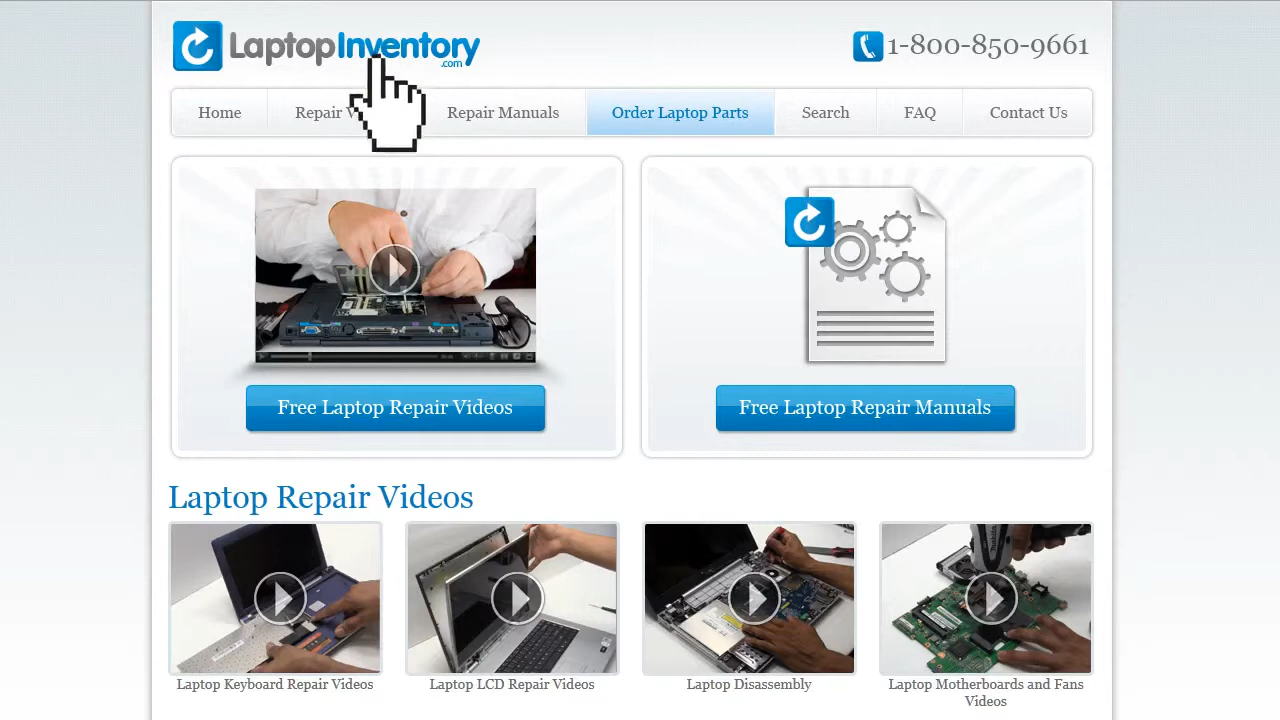 LaptopInventory
.com
1-800-850-9661
Home
Repair V
Repair Manuals
Order Laptop Parts
Search
FAQ
Contact Us
Free Laptop Repair Videos
Free Laptop Repair Manuals
Laptop Repair Videos
Laptop Keyboard Repair Videos
Laptop LCD Repair Videos
Laptop Disassembly
Laptop Motherboards and Fans
Videos